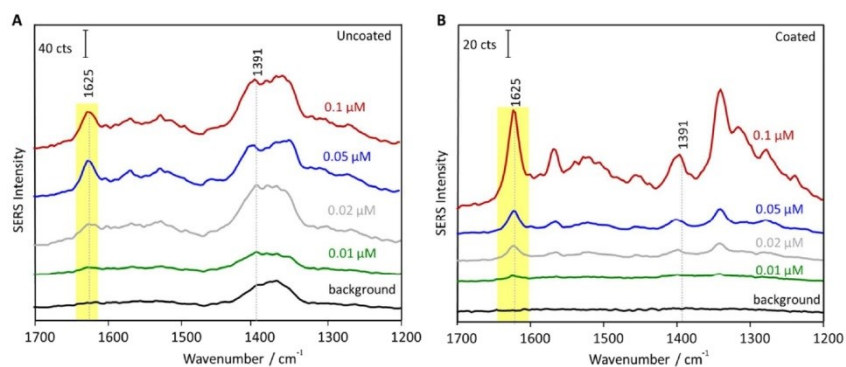 A
Uncoated
40 cts
1625
1391
0.1 µM
0.05 µM
0.02 µM
0.01 µM
background
SERS Intensity
1700
1600
1500
1400
1300
1200
Wavenumber / cm⁻¹
B
Coated
20 cts
1625
1391
0.1 µM
0.05 µM
0.02 µM
0.01 µM
background
SERS Intensity
1700
1600
1500
1400
1300
1200
Wavenumber / cm⁻¹